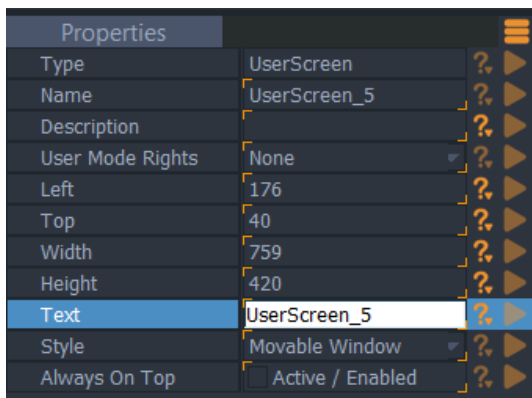 Properties
Type UserScreen
Name UserScreen_5
Description
User Mode Rights None
Left 176
Top 40
Width 759
Height 420
Text UserScreen_5
Style Movable Window
Always On Top Active / Enabled